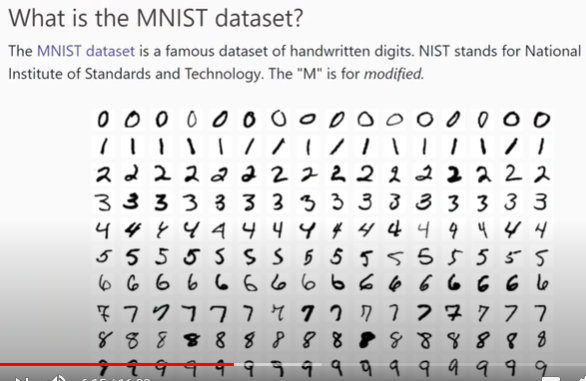 What is the MNIST dataset?
The MNIST dataset is a famous dataset of handwritten digits. NIST stands for National
Institute of Standards and Technology. The "M" is for modified.
0 0 0 0 0 0 0 0 0 0 0 0 0 0 0 0
1 1 1 1 1 1 1 1 1 1 1 1 1 1 1 1
2 2 2 2 2 2 2 2 2 2 2 2 2 2 2 2
3 3 3 3 3 3 3 3 3 3 3 3 3 3 3 3
4 4 4 4 4 4 4 4 4 4 4 4 4 4 4 4
5 5 5 5 5 5 5 5 5 5 5 5 5 5 5 5
6 6 6 6 6 6 6 6 6 6 6 6 6 6 6 6
7 7 7 7 7 7 7 7 7 7 7 7 7 7 7 7
8 8 8 8 8 8 8 8 8 8 8 8 8 8 8 8
9 9 9 9 9 9 9 9 9 9 9 9 9 9 9 9